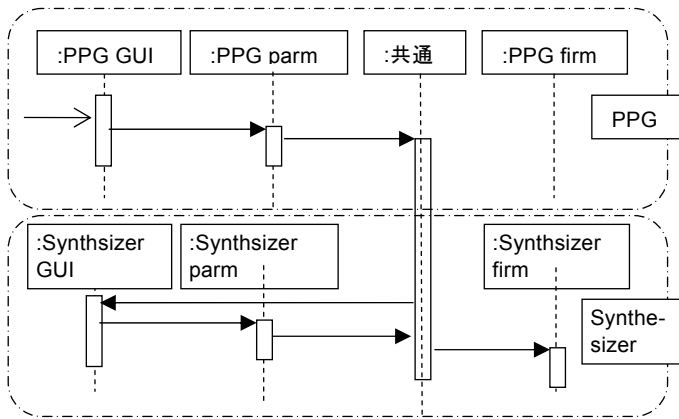 :PPG GUI
:PPG parm
:共通
:PPG firm
PPG
:Synthsizer
GUI
:Synthsizer
parm
:Synthsizer
firm
Synthe-
sizer